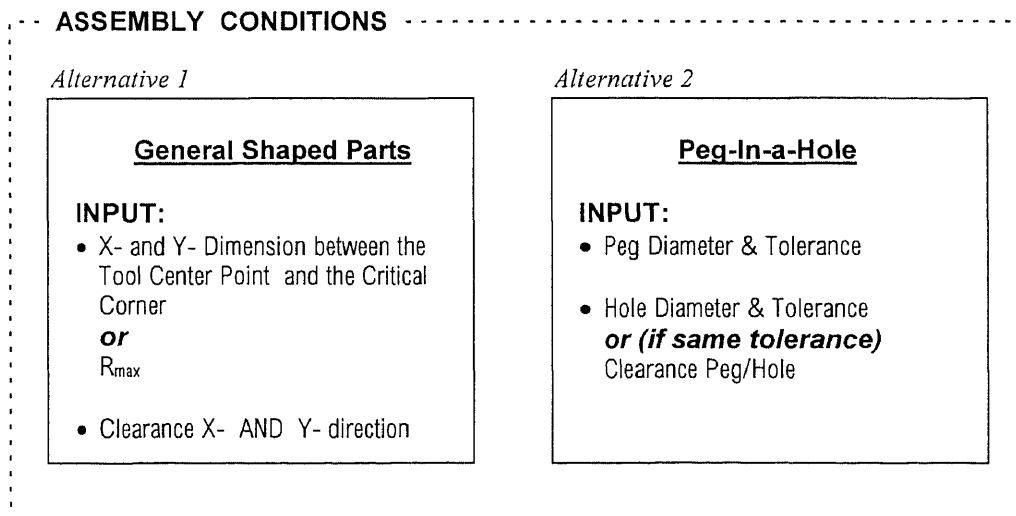 ASSEMBLY CONDITIONS
Alternative 1
General Shaped Parts
INPUT:
• X- and Y- Dimension between the
Tool Center Point and the Critical
Corner
or
Rmax
• Clearance X- AND Y- direction
Alternative 2
Peg-In-a-Hole
INPUT:
• Peg Diameter & Tolerance
• Hole Diameter & Tolerance
or (if same tolerance)
Clearance Peg/Hole